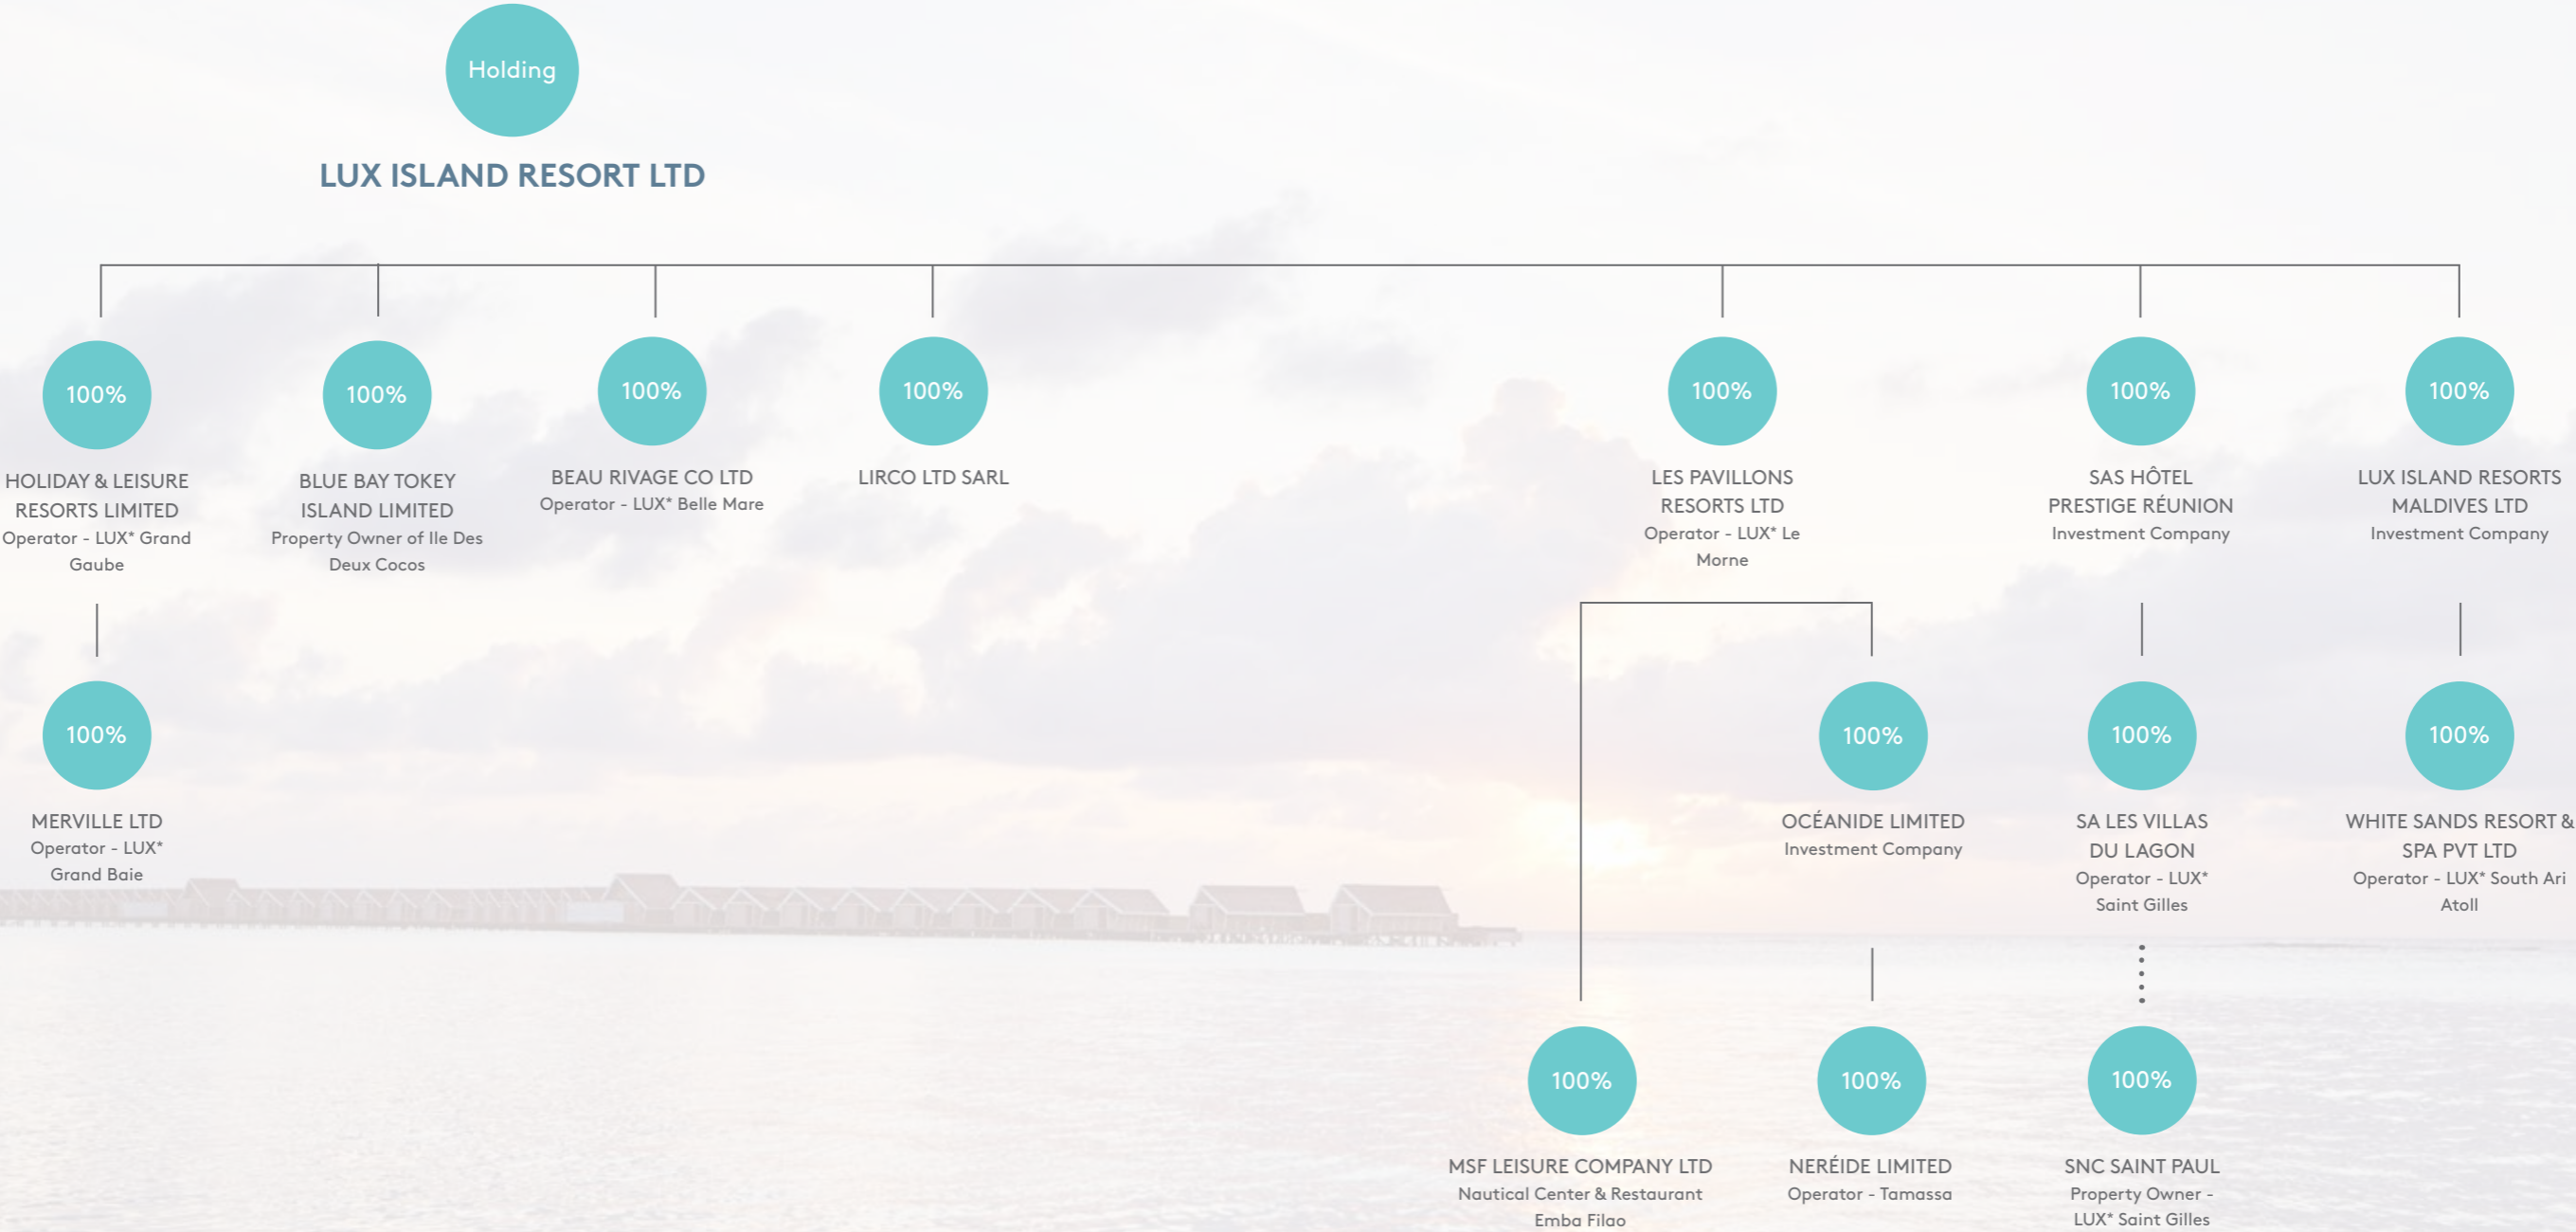 Holding
LUX ISLAND RESORT LTD
100%
HOLIDAY & LEISURE
RESORTS LIMITED
Operator - LUX* Grand
Gaube
100%
BLUE BAY TOKEY
ISLAND LIMITED
Property Owner of Ile Des
Deux Cocos
100%
BEAU RIVAGE CO LTD
Operator - LUX* Belle Mare
100%
LIRCO LTD SARL
100%
LES PAVILLONS
RESORTS LTD
Operator - LUX* Le
Morne
100%
SAS HÔTEL
PRESTIGE RÉUNION
Investment Company
100%
LUX ISLAND RESORTS
MALDIVES LTD
Investment Company
100%
MERVILLE LTD
Operator - LUX*
Grand Baie
100%
OCÉANIDE LIMITED
Investment Company
100%
SA LES VILLAS
DU LAGON
Operator - LUX*
Saint Gilles
100%
WHITE SANDS RESORT &
SPA PVT LTD
Operator - LUX* South Ari
Atoll
100%
MSF LEISURE COMPANY LTD
Nautical Center & Restaurant
Emba Filao
100%
NERÉIDE LIMITED
Operator - Tamassa
100%
SNC SAINT PAUL
Property Owner -
LUX* Saint Gilles